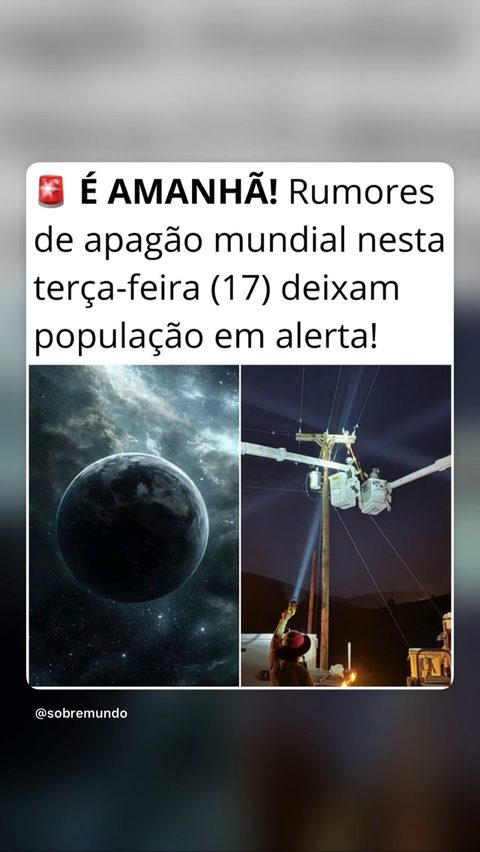 🚨 É AMANHÃ! Rumores
de apagão mundial nesta
terça-feira (17) deixam
população em alerta!
@sobremundo